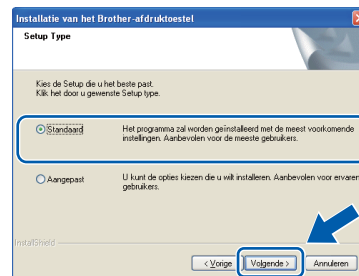 Installatie van het Brother-afdruktoestel
Setup Type
Kies de Setup die u het beste past.
Klik het door u gewenste Setup type.
Standaard
Het programma zal worden geïnstalleerd met de meest voorkomende
instellingen. Aanbevolen voor de meeste gebruikers.
Aangepast
U kunt de opties kiezen die u wilt installeren. Aanbevolen voor ervaren
gebruikers.
InstallShield
< Vorige
Volgende >
Annuleren